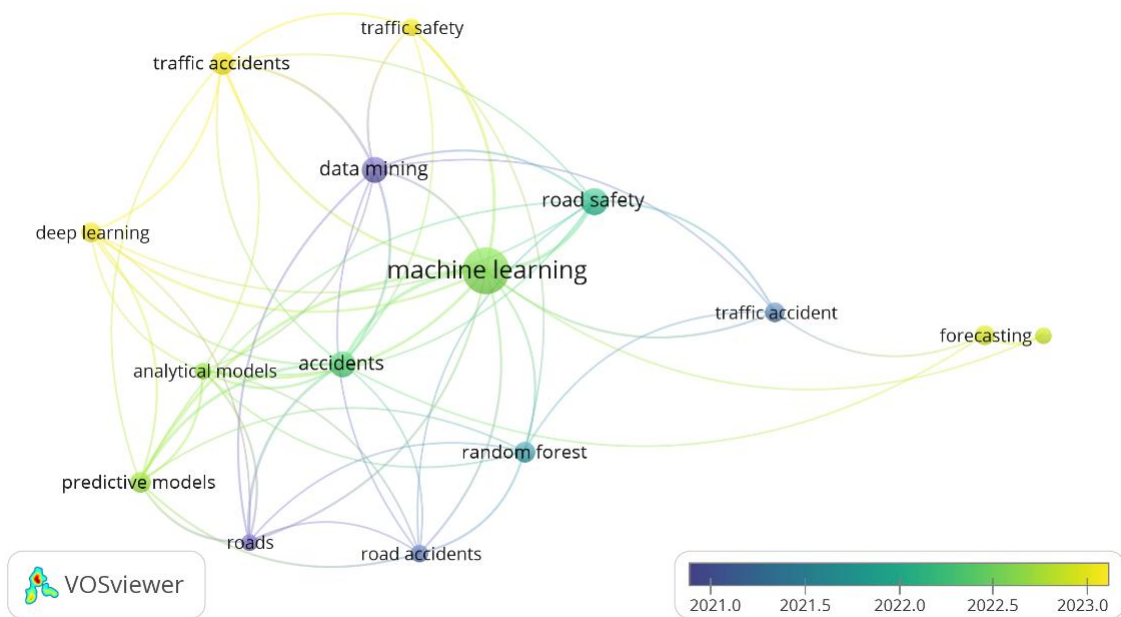 traffic safety
traffic accidents
data mining
road safety
deep learning
machine learning
traffic accident
forecasting
accidents
analytical models
random forest
predictive models
roads
road accidents
VOSviewer
2021.0 2021.5 2022.0 2022.5 2023.0